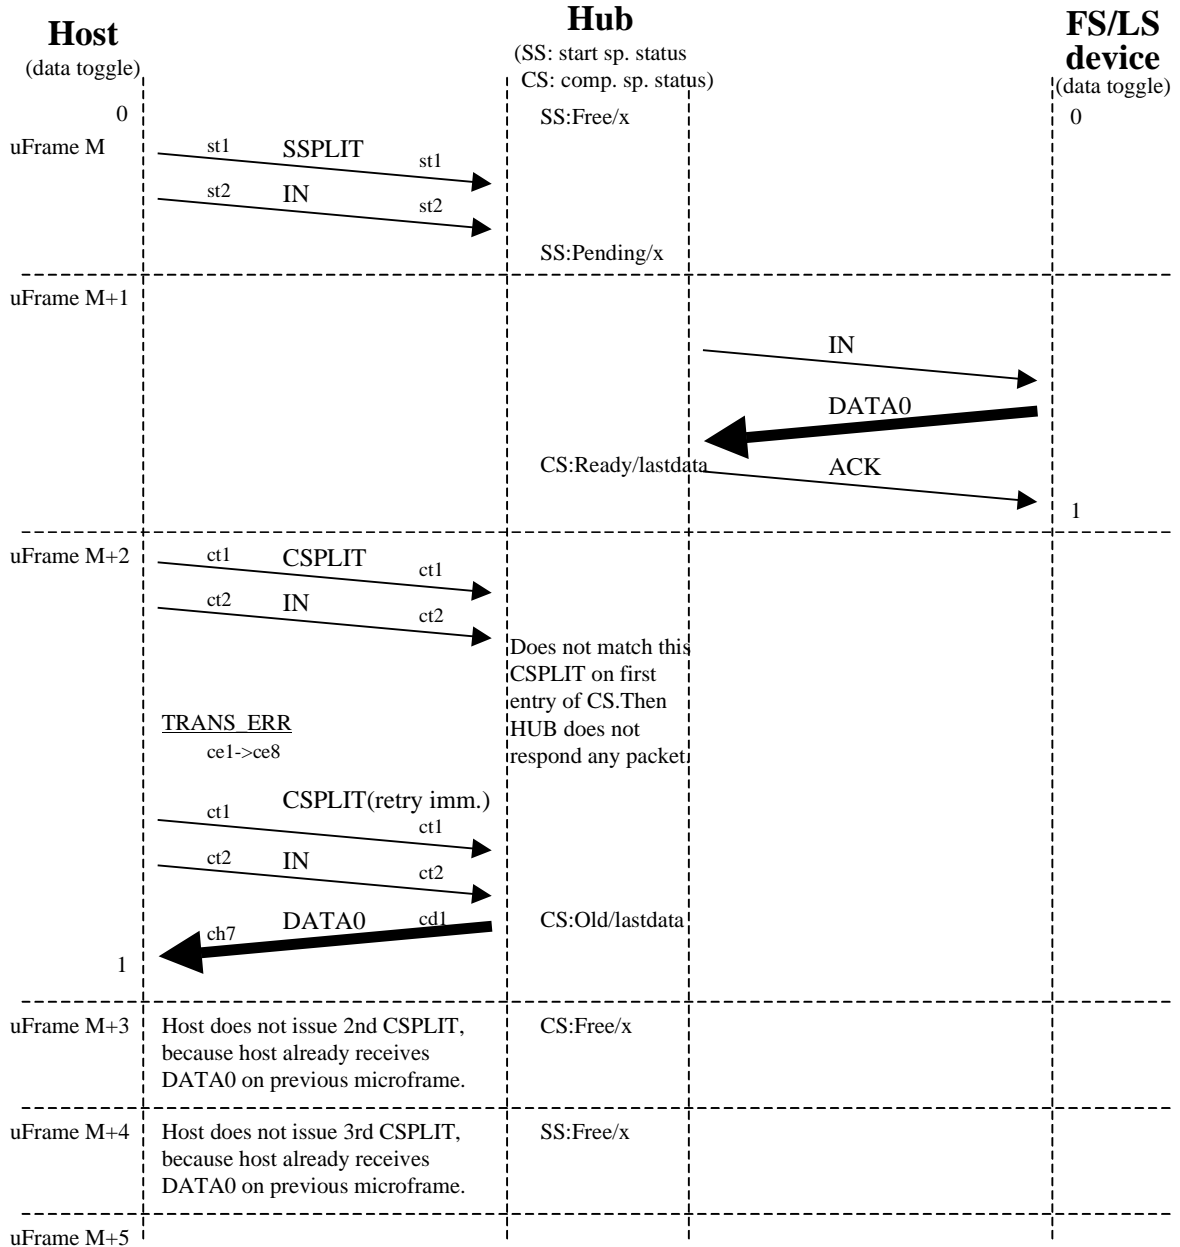 Host
(data toggle)
Hub
(SS: start sp. status
CS: comp. sp. status)
FS/LS
device
(data toggle)
0
SS:Free/x
0
uFrame M
st1
SSPLIT
st1
st2
IN
st2
SS:Pending/x
uFrame M+1
IN
DATA0
CS:Ready/lastdata
ACK
1
uFrame M+2
ct1
CSPLIT
ct1
ct2
IN
ct2
Does not match this
CSPLIT on first
entry of CS.Then
HUB does not
respond any packet.
TRANS_ERR
ce1->ce8
CSPLIT(retry imm.)
ct1
ct1
ct2
IN
ct2
DATA0
cd1
CS:Old/lastdata
ch7
1
uFrame M+3
Host does not issue 2nd CSPLIT,
because host already receives
DATA0 on previous microframe.
CS:Free/x
uFrame M+4
Host does not issue 3rd CSPLIT,
because host already receives
DATA0 on previous microframe.
SS:Free/x
uFrame M+5